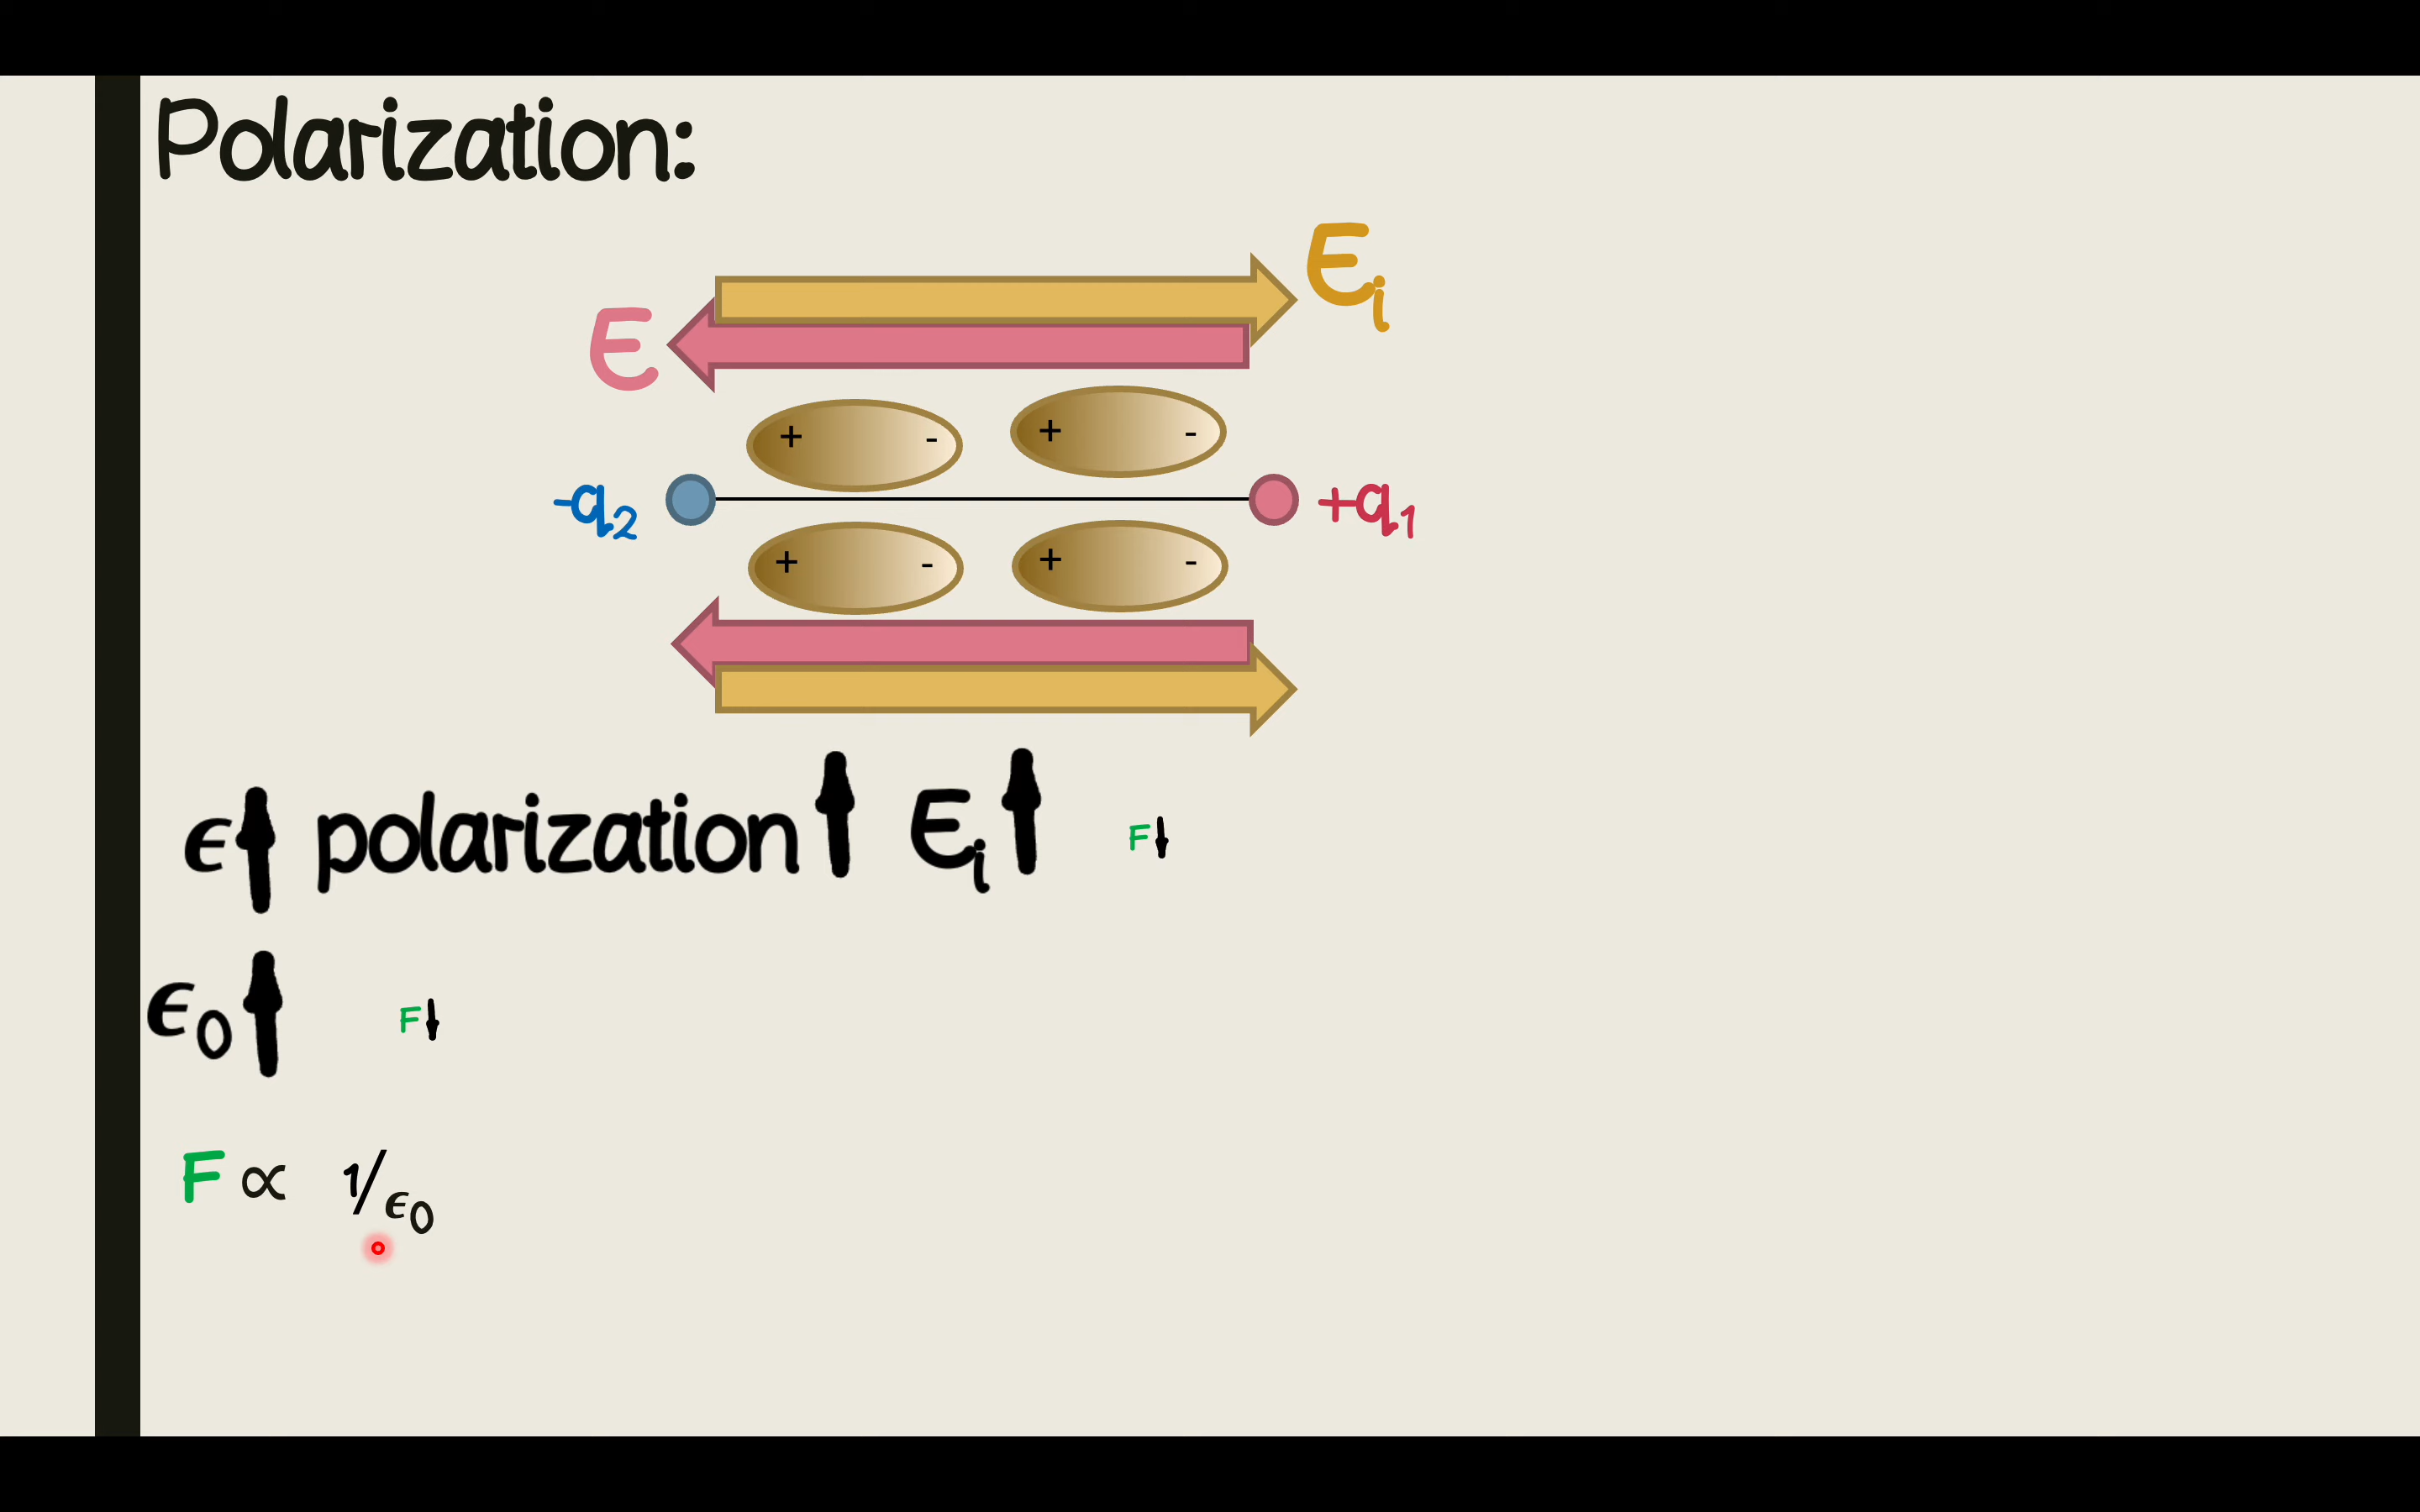 Polarization:
E
Eᵢ
+ - + -
-q₂ +q₁
+ - + -
ϵ↑ polarization↑ Eᵢ↑ F↓
ϵ₀↑ F↓
F ∝ 1/ϵ₀